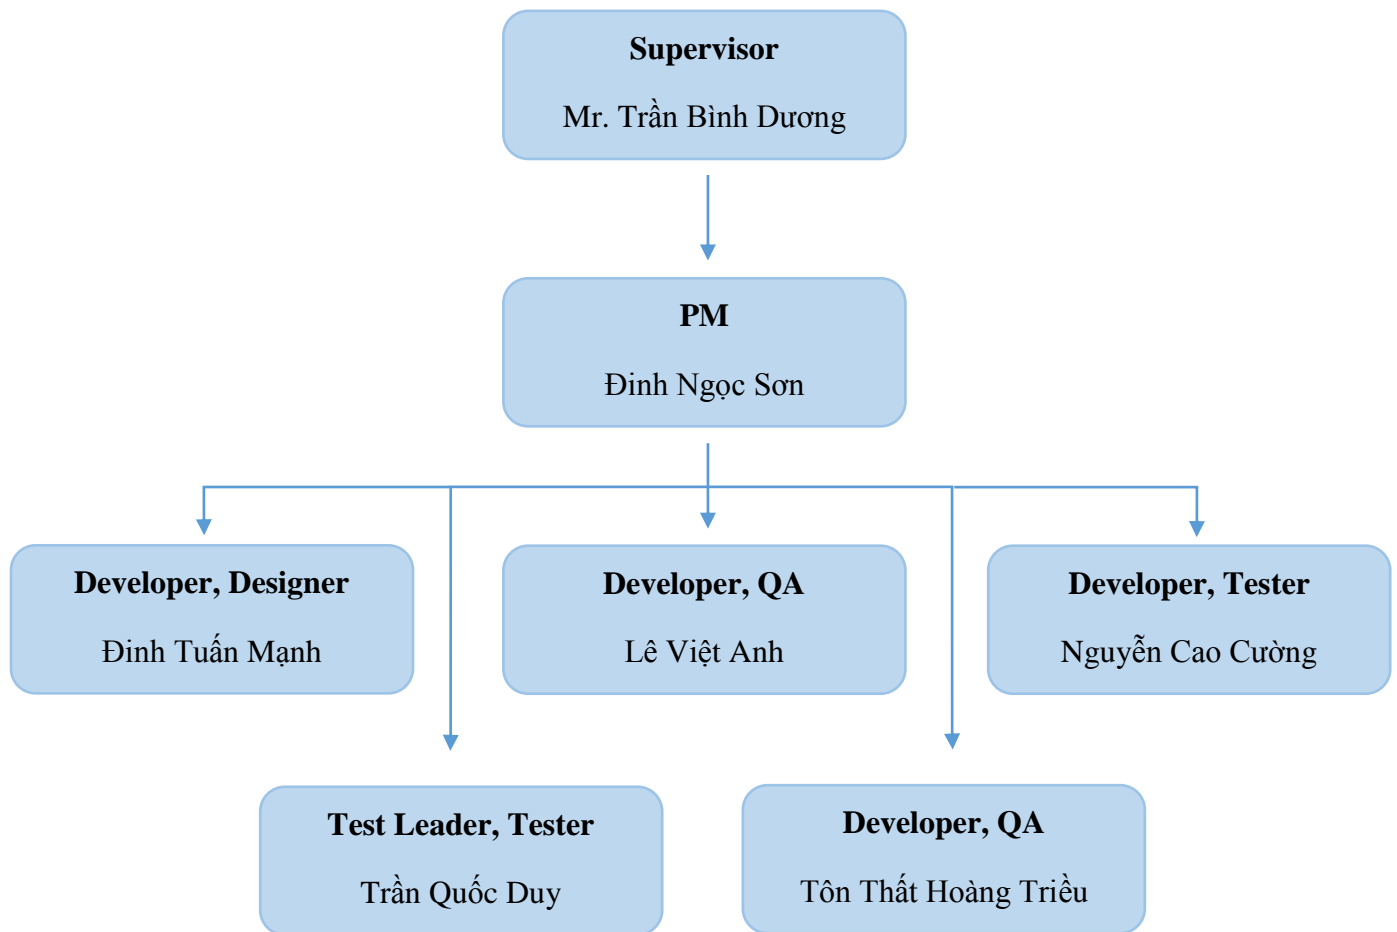 Supervisor
Mr. Trần Bình Dương
PM
Đinh Ngọc Sơn
Developer, Designer
Đinh Tuấn Mạnh
Developer, QA
Lê Việt Anh
Developer, Tester
Nguyễn Cao Cường
Test Leader, Tester
Trần Quốc Duy
Developer, QA
Tôn Thất Hoàng Triều